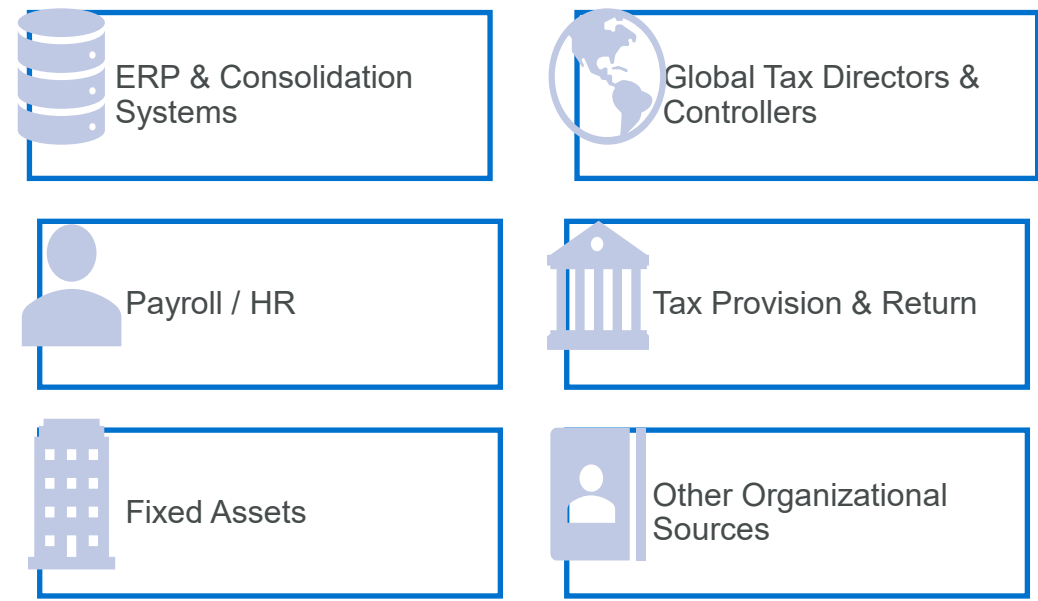 ERP & Consolidation
Systems
Global Tax Directors &
Controllers
Payroll / HR
Tax Provision & Return
Fixed Assets
Other Organizational
Sources